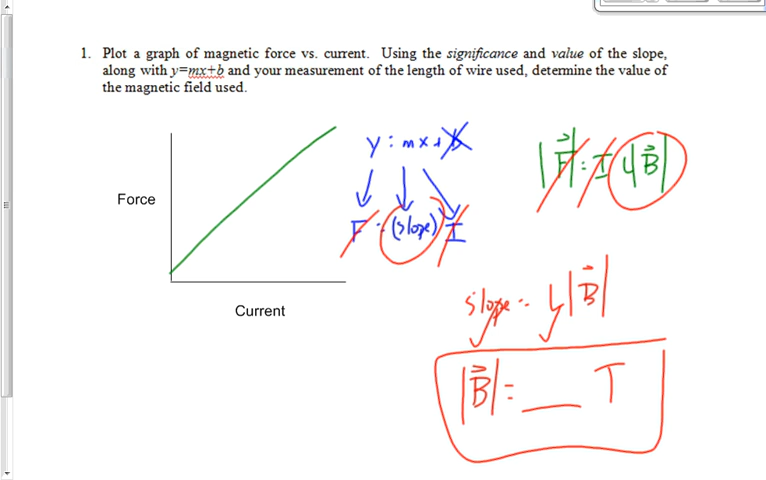 1. Plot a graph of magnetic force vs. current. Using the significance and value of the slope,
along with y=mx+b and your measurement of the length of wire used, determine the value of
the magnetic field used.
y = mx + b
Force
F = (slope) I
|F⃗| = I l|B⃗|
Current
slope = l|B⃗|
|B⃗| = __ T